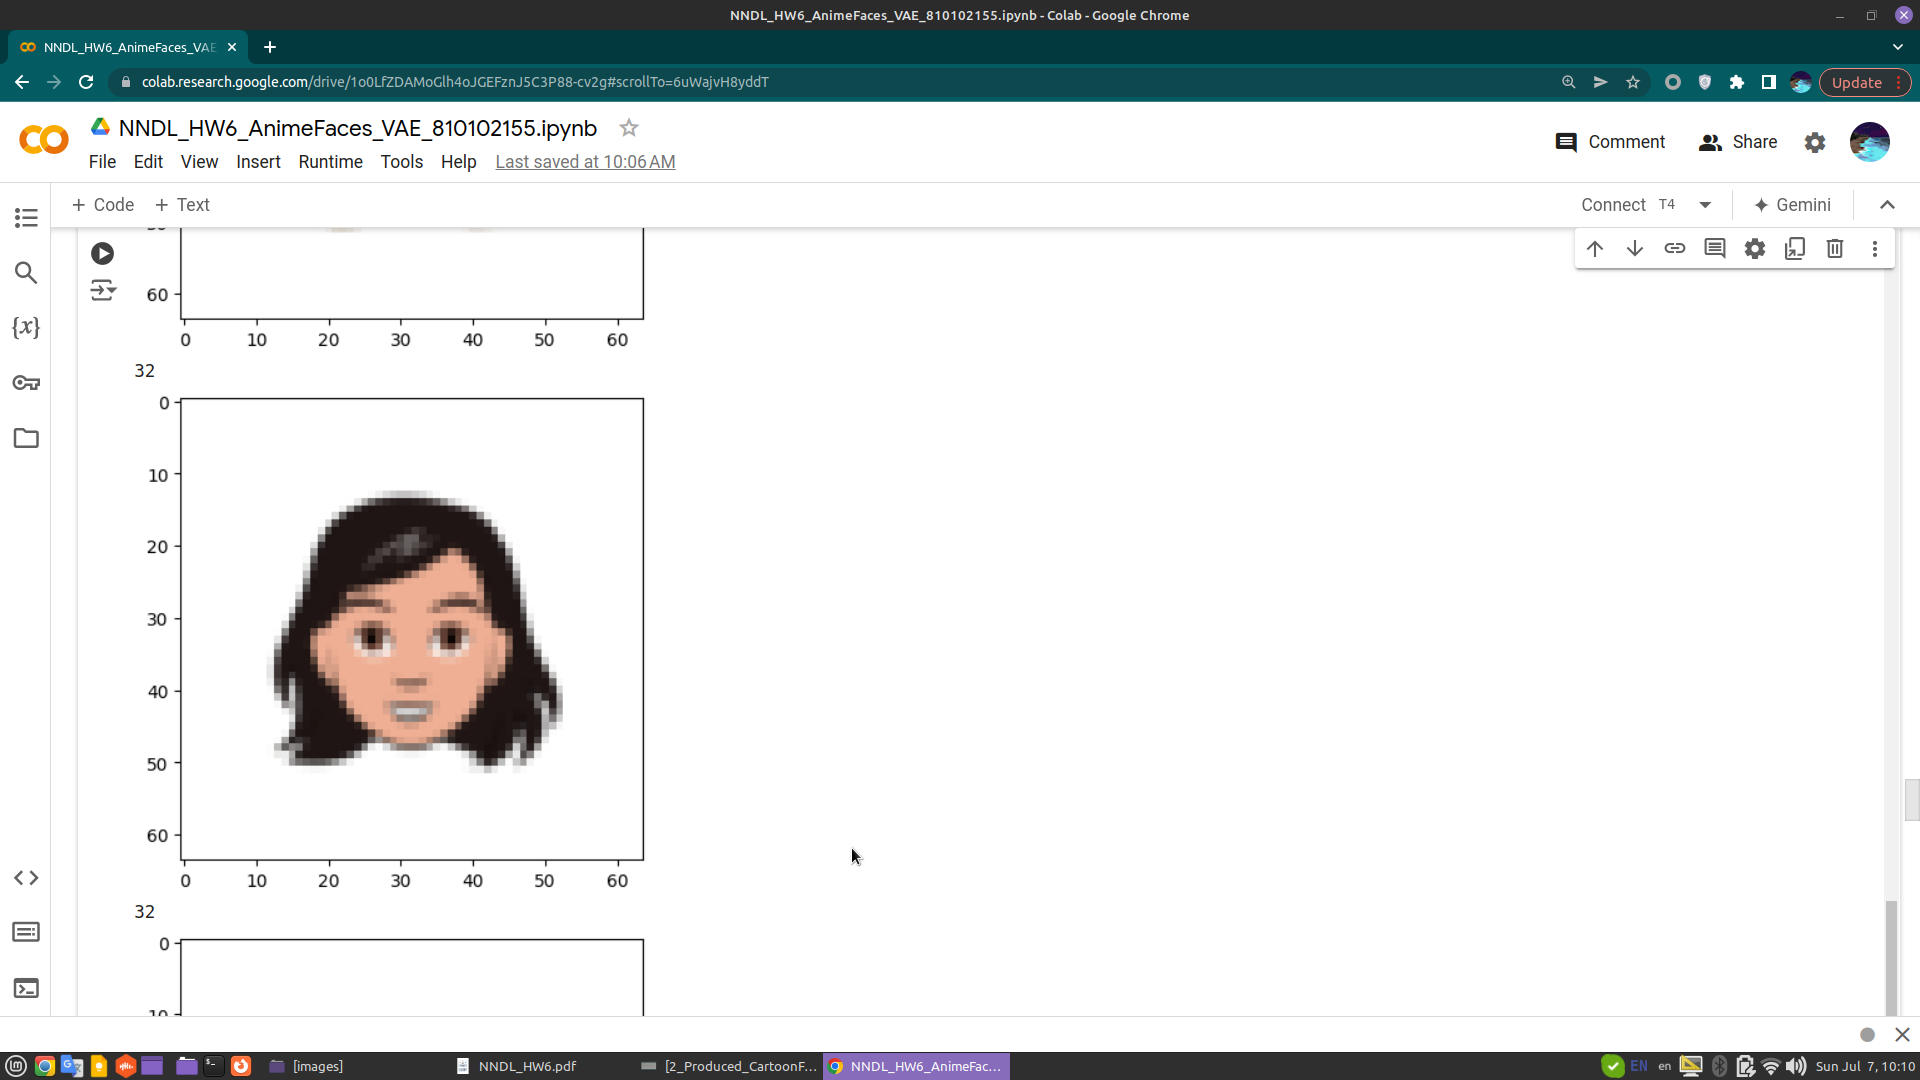 NNDL_HW6_AnimeFaces_VAE_810102155.ipynb - Colab - Google Chrome
NNDL_HW6_AnimeFaces_VAE
colab.research.google.com/drive/1o0LfZDAMoGlh4oJGEFznJ5C3P88-cv2g#scrollTo=6uWajvH8yddT
Update
NNDL_HW6_AnimeFaces_VAE_810102155.ipynb
File Edit View Insert Runtime Tools Help Last saved at 10:06 AM
Comment
Share
+ Code + Text
Connect T4
Gemini
{x}
60
0 10 20 30 40 50 60
32
0
10
20
30
40
50
60
0 10 20 30 40 50 60
32
0
10
[images]
NNDL_HW6.pdf
[2_Produced_CartoonF...
NNDL_HW6_AnimeFac...
EN
en
Sun Jul 7, 10:10